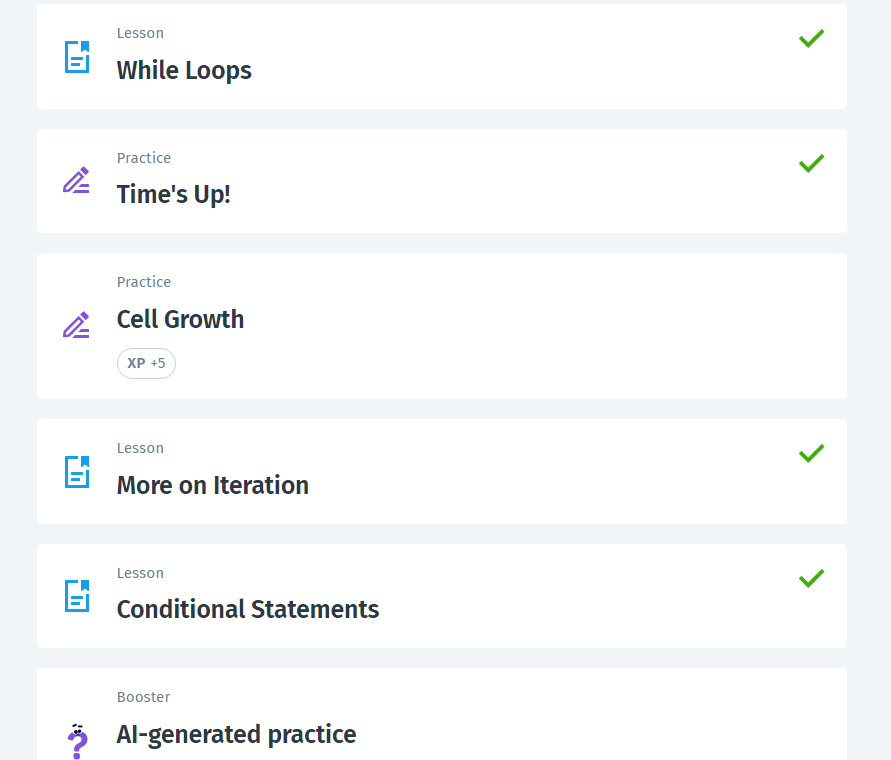 Lesson
While Loops
Practice
Time's Up!
Practice
Cell Growth
XP +5
Lesson
More on Iteration
Lesson
Conditional Statements
Booster
AI-generated practice